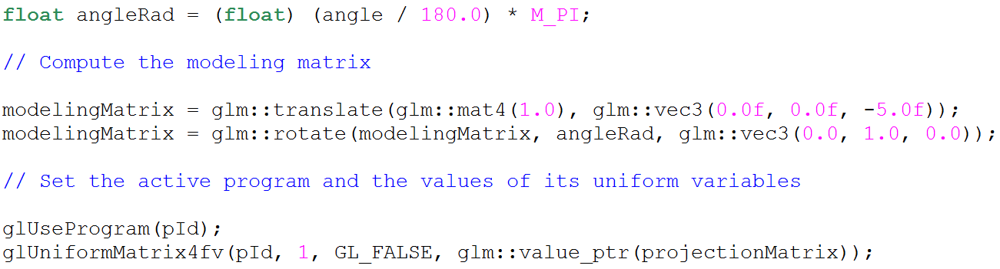 float angleRad = (float) (angle / 180.0) * M_PI;
// Compute the modeling matrix
modelingMatrix = glm::translate(glm::mat4(1.0), glm::vec3(0.0f, 0.0f, -5.0f));
modelingMatrix = glm::rotate(modelingMatrix, angleRad, glm::vec3(0.0, 1.0, 0.0));
// Set the active program and the values of its uniform variables
glUseProgram(pId);
glUniformMatrix4fv(pId, 1, GL_FALSE, glm::value_ptr(projectionMatrix));